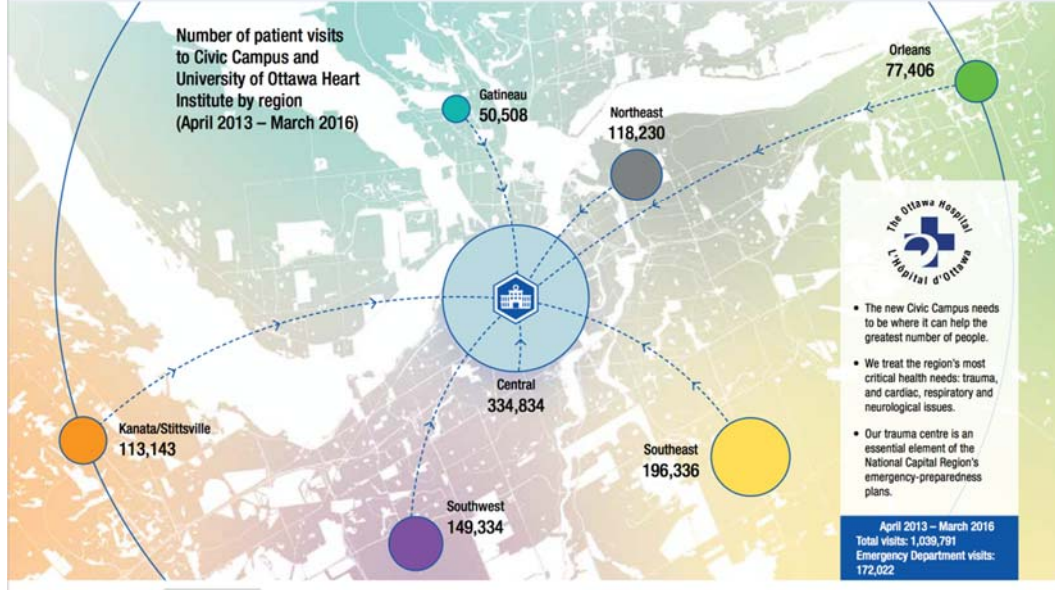 Number of patient visits
to Civic Campus and
University of Ottawa Heart
Institute by region
(April 2013 – March 2016)
Gatineau
50,508
Northeast
118,230
Orleans
77,406
Central
334,834
Kanata/Stittsville
113,143
Southwest
149,334
Southeast
196,336
The Ottawa Hospital
L'Hôpital d'Ottawa
• The new Civic Campus needs
to be where it can help the
greatest number of people.
• We treat the region's most
critical health needs: trauma,
and cardiac, respiratory and
neurological issues.
• Our trauma centre is an
essential element of the
National Capital Region's
emergency-preparedness
plans.
April 2013 – March 2016
Total visits: 1,039,791
Emergency Department visits:
172,022